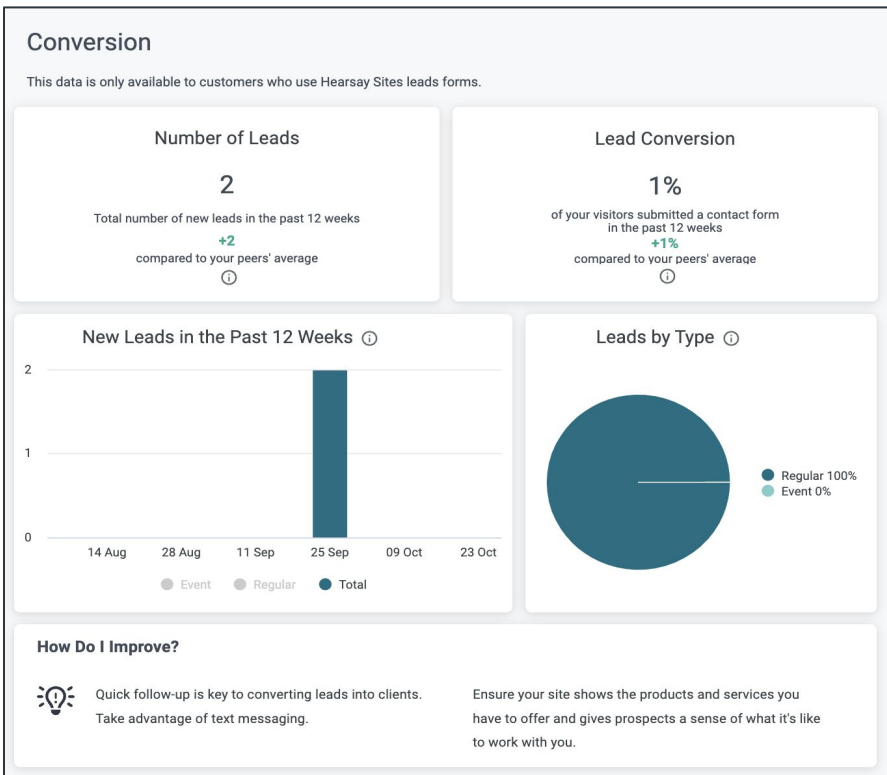 Conversion
This data is only available to customers who use Hearsay Sites leads forms.
Number of Leads
2
Total number of new leads in the past 12 weeks
+2
compared to your peers' average
Lead Conversion
1%
of your visitors submitted a contact form
in the past 12 weeks
+1%
compared to your peers' average
New Leads in the Past 12 Weeks
2
1
0
14 Aug 28 Aug 11 Sep 25 Sep 09 Oct 23 Oct
Event Regular Total
Leads by Type
Regular 100%
Event 0%
How Do I Improve?
Quick follow-up is key to converting leads into clients.
Take advantage of text messaging.
Ensure your site shows the products and services you
have to offer and gives prospects a sense of what it's like
to work with you.